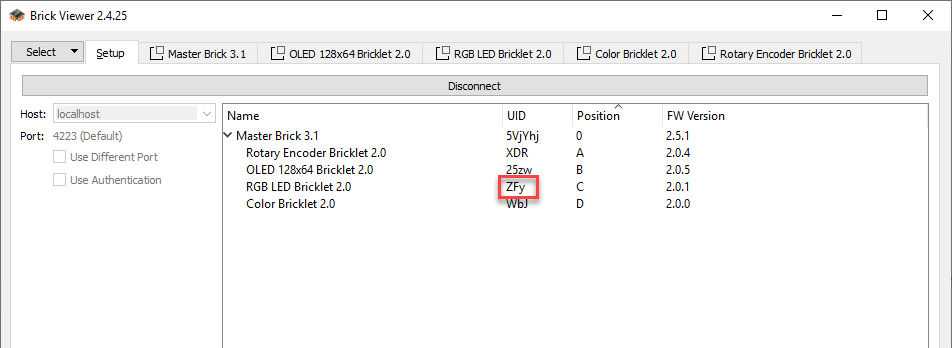 Brick Viewer 2.4.25
Select Setup Master Brick 3.1 OLED 128x64 Bricklet 2.0 RGB LED Bricklet 2.0 Color Bricklet 2.0 Rotary Encoder Bricklet 2.0
Disconnect
Host: localhost
Port: 4223 (Default)
Use Different Port
Use Authentication
Name UID Position FW Version
Master Brick 3.1 5VjYhj 0 2.5.1
Rotary Encoder Bricklet 2.0 XDR A 2.0.4
OLED 128x64 Bricklet 2.0 25zw B 2.0.5
RGB LED Bricklet 2.0 ZFy C 2.0.1
Color Bricklet 2.0 WbJ D 2.0.0